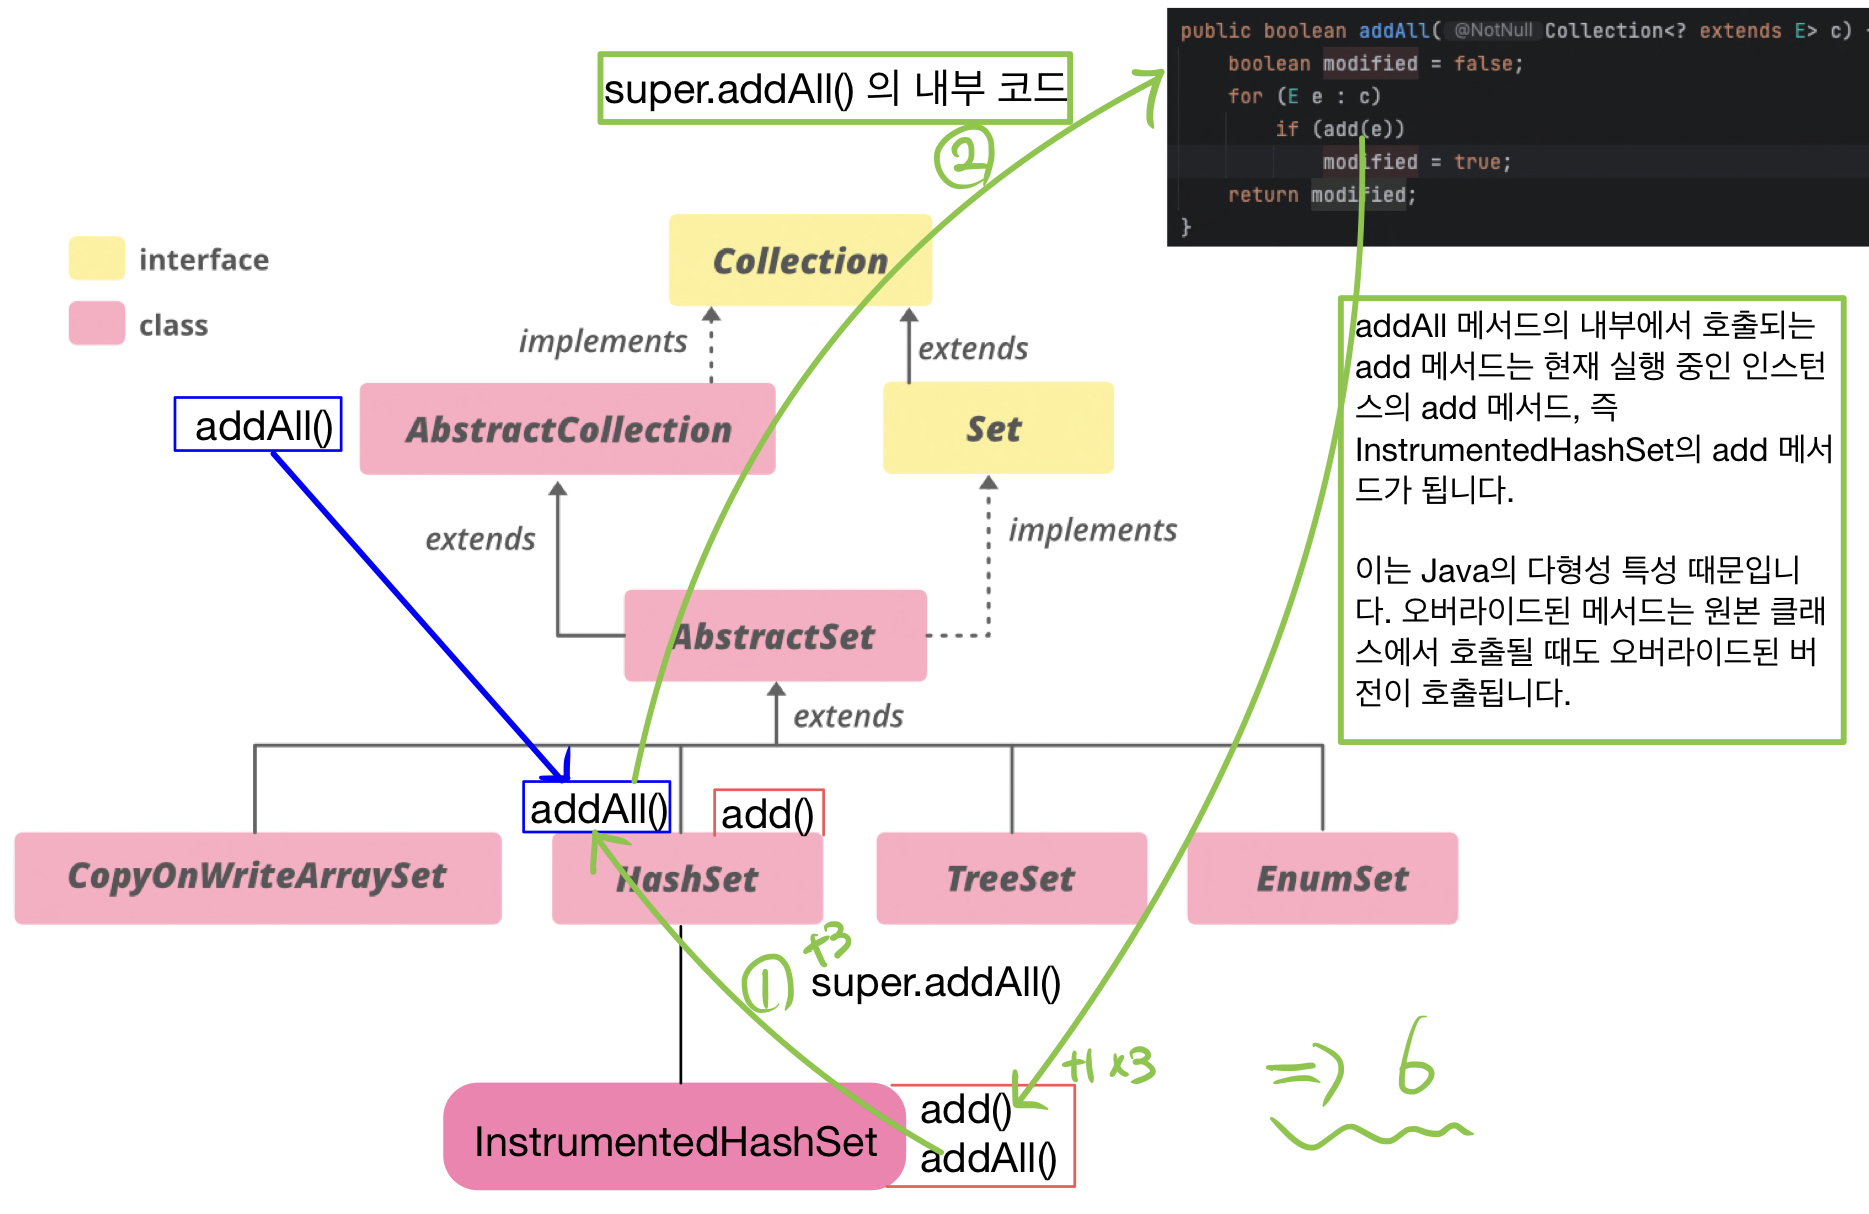 public boolean addAll( @NotNull Collection<? extends E> c) {
boolean modified = false;
for (E e : c)
if (add(e))
modified = true;
return modified;
}
super.addAll() 의 내부 코드
②
interface
class
Collection
implements
extends
addAll()
AbstractCollection
Set
addAll 메서드의 내부에서 호출되는
add 메서드는 현재 실행 중인 인스턴
스의 add 메서드, 즉
InstrumentedHashSet의 add 메서
드가 됩니다.
이는 Java의 다형성 특성 때문입니
다. 오버라이드된 메서드는 원본 클래
스에서 호출될 때도 오버라이드된 버
전이 호출됩니다.
extends
implements
AbstractSet
extends
addAll()
add()
CopyOnWriteArraySet
HashSet
TreeSet
EnumSet
① +3
super.addAll()
+1 x3
=> 6
InstrumentedHashSet
add()
addAll()